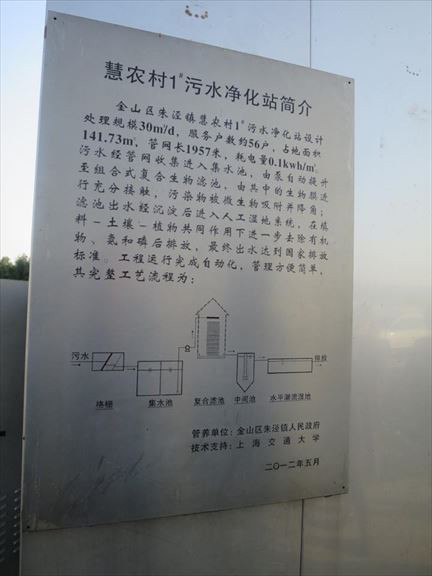 慧农村1#污水净化站简介
金山区朱泾镇慧农村1#污水净化站设计
处理规模30m³/d，服务户数约56户，占地面积
141.73m²，管网长1957米，耗电量0.1kwh/m³。
污水经管网收集进入集水池，由泵自动提升
至组合式复合生物滤池，由其中的生物膜进
行充分接触，污染物被微生物吸附并降解；
滤池出水经沉淀后进入人工湿地系统，在填
料-土壤-植物共同作用下进一步去除有机
物、氮和磷后排放，最终出水达到国家排放
标准。工程运行完成自动化，管理方便简单，
其完整工艺流程为：
污水
排放
格栅
集水池
复合滤池
中间池
水平潜流湿地
管养单位：金山区朱泾镇人民政府
技术支持：上海交通大学
二〇一二年五月